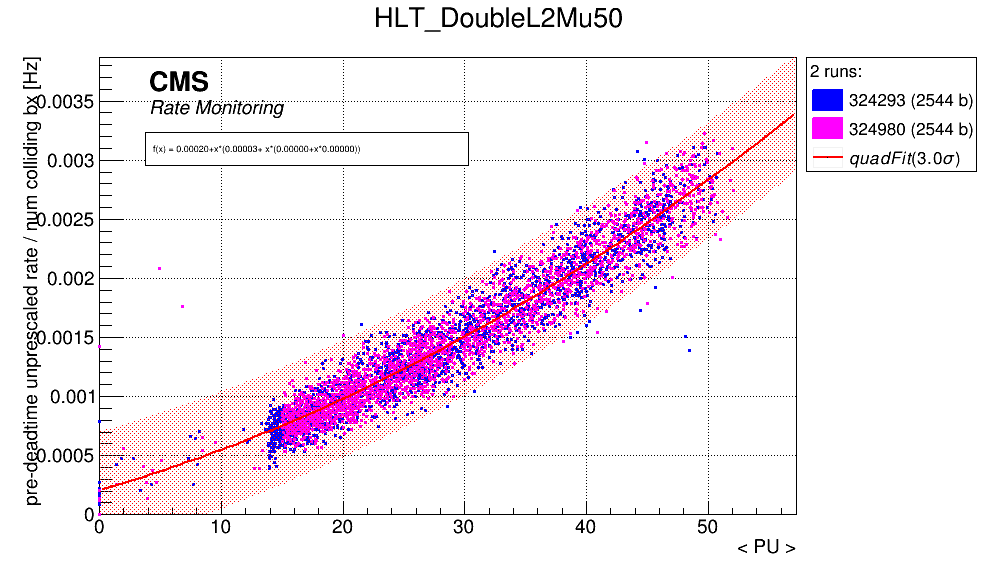 HLT_DoubleL2Mu50
pre-deadtime unprescaled rate / num colliding bx [Hz]
0.0035
0.003
0.0025
0.002
0.0015
0.001
0.0005
0
CMS
Rate Monitoring
f(x) = 0.00020+x*(0.00003+ x*(0.00000+x*0.00000))
0 10 20 30 40 50
< PU >
2 runs:
324293 (2544 b)
324980 (2544 b)
quadFit(3.0σ)